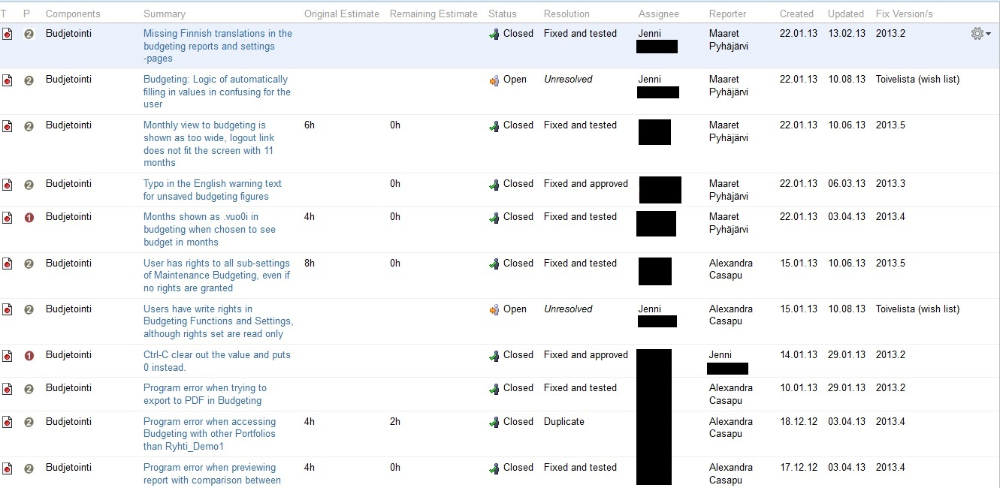 T P Components Summary Original Estimate Remaining Estimate Status Resolution Assignee Reporter Created Updated Fix Version/s
2 Budjetointi Missing Finnish translations in the Closed Fixed and tested Jenni Maaret 22.01.13 13.02.13 2013.2
budgeting reports and settings Pyhäjärvi
-pages
2 Budjetointi Budgeting: Logic of automatically Open Unresolved Jenni Maaret 22.01.13 10.08.13 Toivelista (wish list)
filling in values in confusing for the Pyhäjärvi
user
2 Budjetointi Monthly view to budgeting is 6h 0h Closed Fixed and tested Maaret 22.01.13 10.06.13 2013.5
shown as too wide, logout link Pyhäjärvi
does not fit the screen with 11
months
2 Budjetointi Typo in the English warning text 0h Closed Fixed and approved Maaret 22.01.13 06.03.13 2013.3
for unsaved budgeting figures Pyhäjärvi
1 Budjetointi Months shown as .vuo0i in 4h 0h Closed Fixed and tested Maaret 22.01.13 03.04.13 2013.4
budgeting when chosen to see Pyhäjärvi
budget in months
2 Budjetointi User has rights to all sub-settings 8h 0h Closed Fixed and tested Alexandra 15.01.13 10.06.13 2013.5
of Maintenance Budgeting, even if Casapu
no rights are granted
2 Budjetointi Users have write rights in Open Unresolved Jenni Alexandra 15.01.13 10.08.13 Toivelista (wish list)
Budgeting Functions and Settings, Casapu
although rights set are read only
1 Budjetointi Ctrl-C clear out the value and puts Closed Fixed and approved Jenni 14.01.13 29.01.13 2013.2
0 instead.
2 Budjetointi Program error when trying to Closed Fixed and tested Alexandra 10.01.13 29.01.13 2013.2
export to PDF in Budgeting Casapu
2 Budjetointi Program error when accessing 4h 2h Closed Duplicate Alexandra 18.12.12 03.04.13 2013.4
Budgeting with other Portfolios Casapu
than Ryhti_Demo1
2 Budjetointi Program error when previewing 4h 0h Closed Fixed and tested Alexandra 17.12.12 03.04.13 2013.4
report with comparison between Casapu